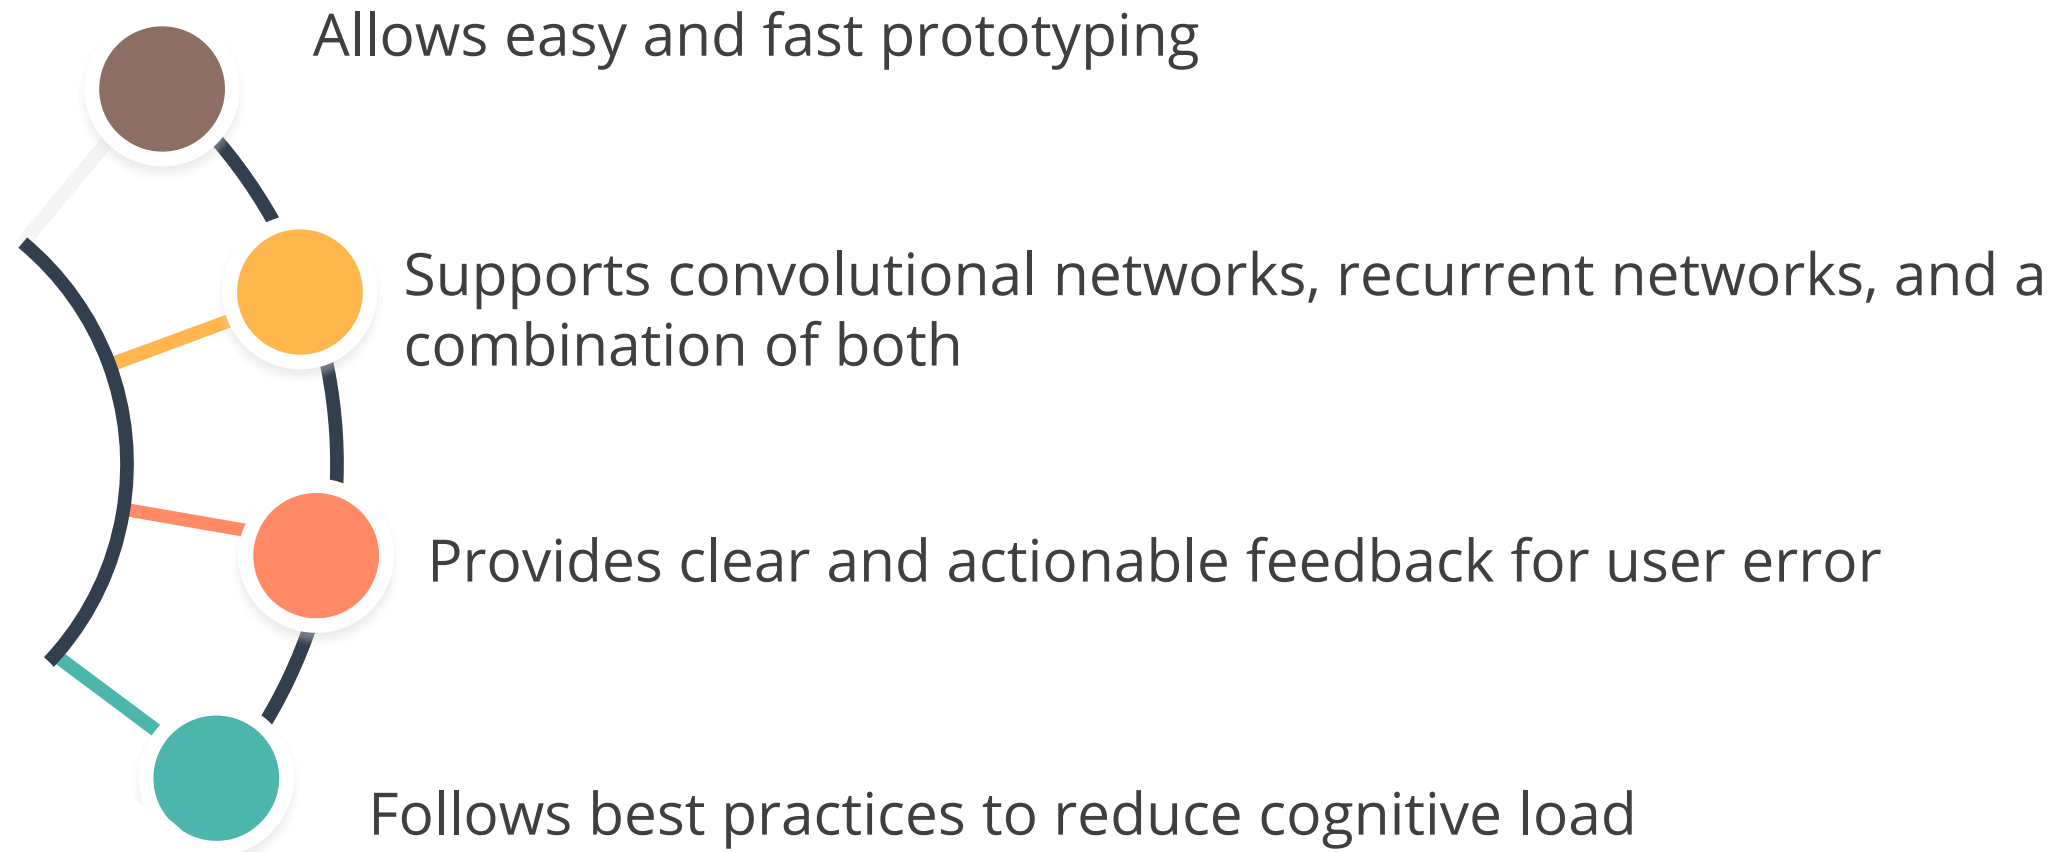 Allows easy and fast prototyping
Supports convolutional networks, recurrent networks, and a
combination of both
Provides clear and actionable feedback for user error
Follows best practices to reduce cognitive load